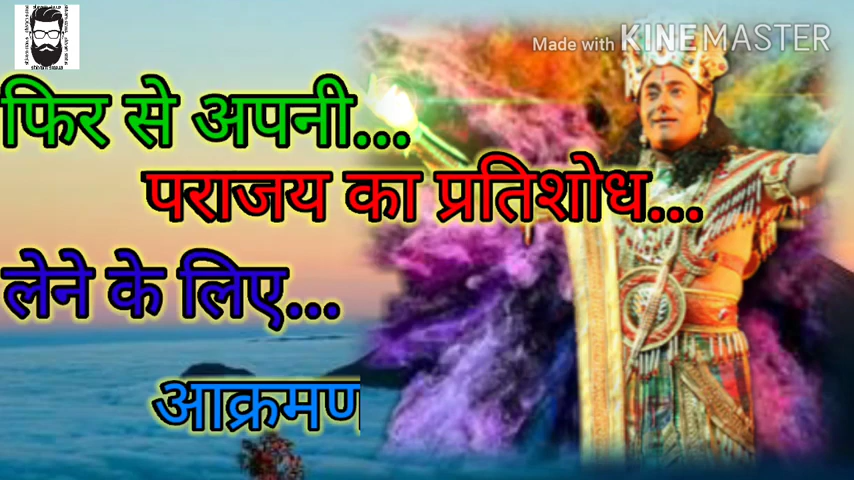 Made with KINEMASTER
फिर से अपनी...
पराजय का प्रतिशोध...
लेने के लिए...
आक्रमण